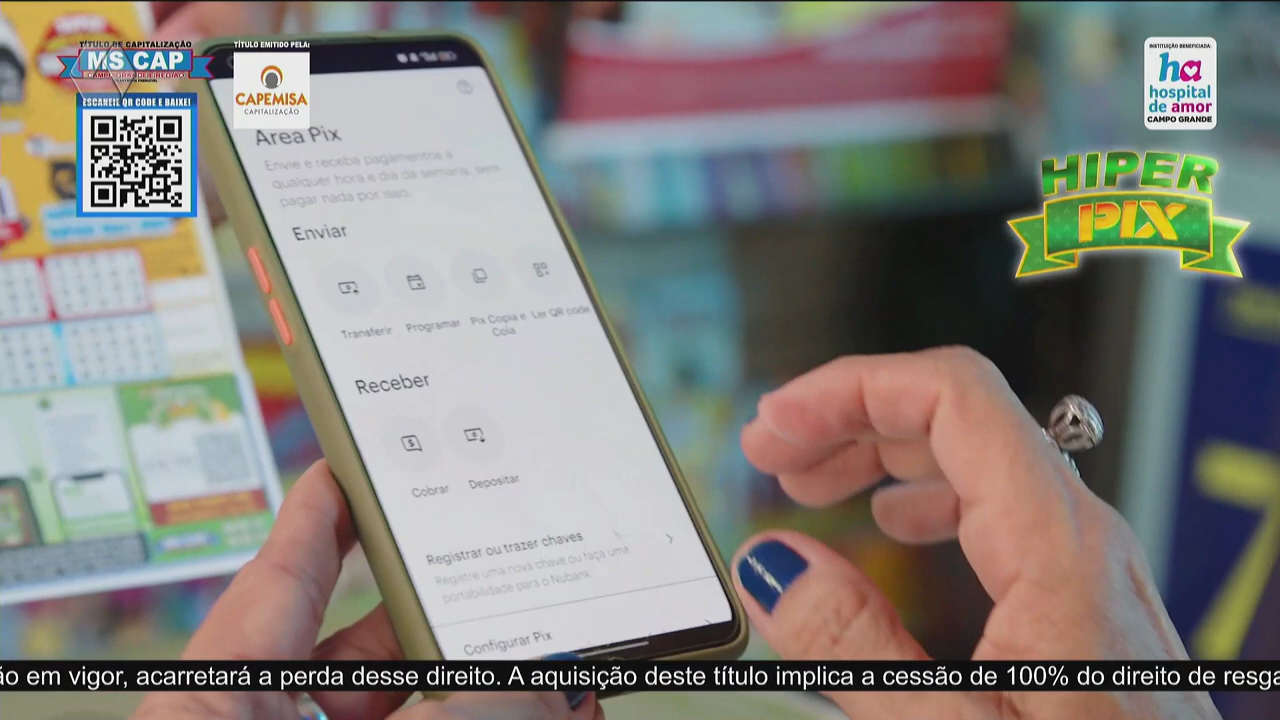 TÍTULO DE CAPITALIZAÇÃO
MS CAP
ESCANEIE QR CODE E BAIXE!
TÍTULO EMITIDO PELA:
CAPEMISA
CAPITALIZAÇÃO
INSTITUIÇÃO BENEFICIADA:
ha
hospital
de amor
CAMPO GRANDE
HIPER
PIX
Área Pix
Envie e receba pagamentos a
qualquer hora e dia da semana, sem
pagar nada por isso.
Enviar
Transferir
Programar
Pix Copia e
Cola
Ler QR code
Receber
Cobrar
Depositar
Registrar ou trazer chaves
Registre uma nova chave ou faça uma
portabilidade para o Nubank.
Configurar Pix
ão em vigor, acarretará a perda desse direito. A aquisição deste título implica a cessão de 100% do direito de resga